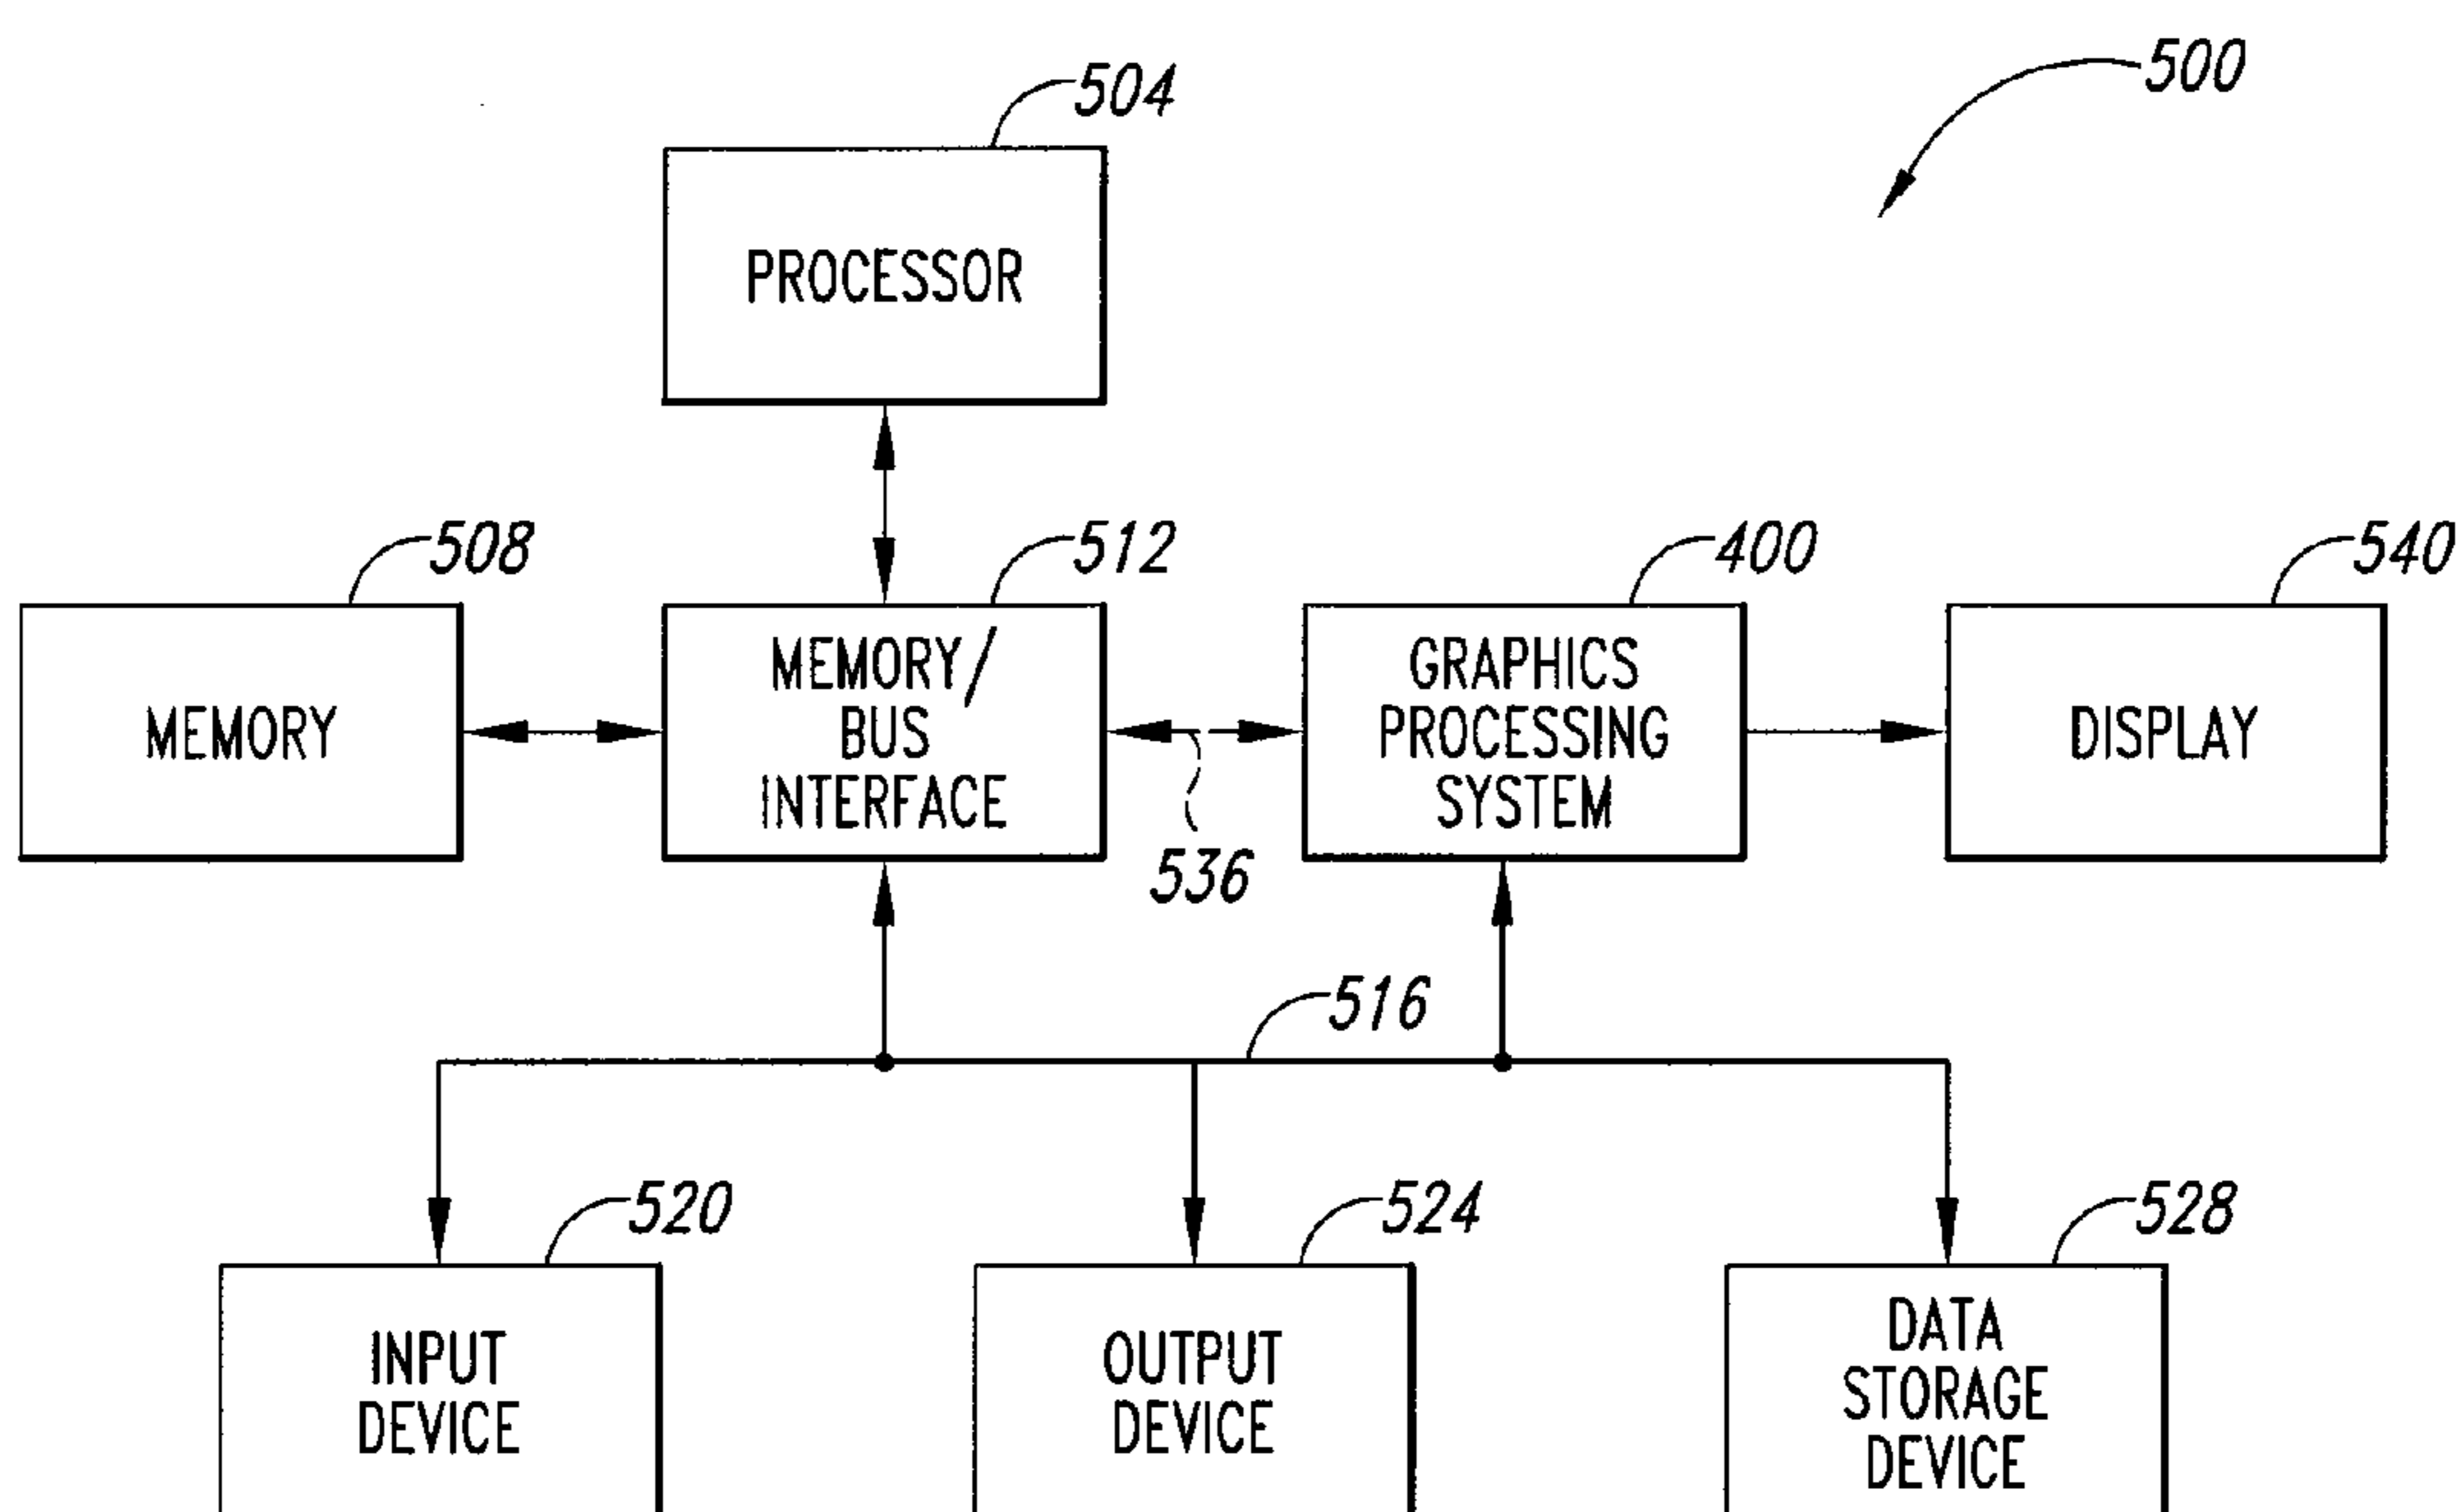 500
504
PROCESSOR
508
512
400
540
MEMORY
MEMORY/
BUS
INTERFACE
GRAPHICS
PROCESSING
SYSTEM
DISPLAY
536
516
520
524
528
INPUT
DEVICE
OUTPUT
DEVICE
DATA
STORAGE
DEVICE